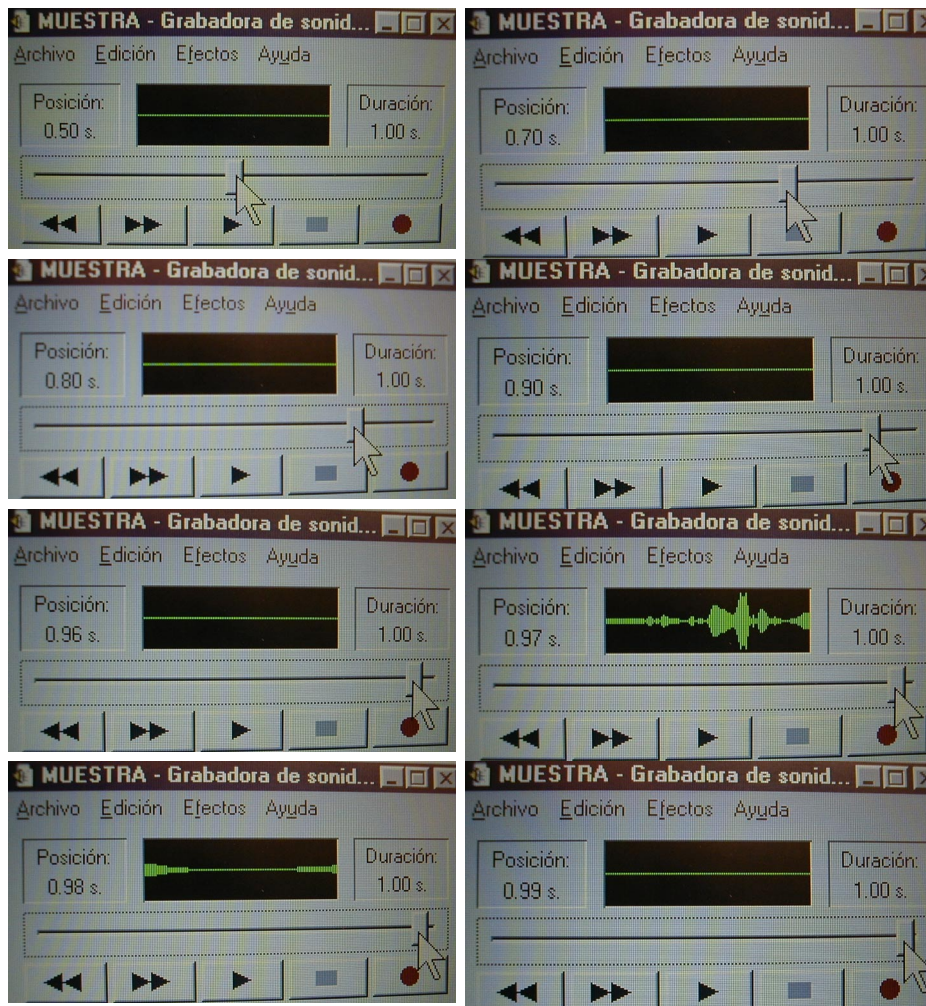 MUESTRA - Grabadora de sonid...
Archivo Edición Efectos Ayuda
Posición: Duración:
0.50 s. 1.00 s.
MUESTRA - Grabadora de sonid...
Archivo Edición Efectos Ayuda
Posición: Duración:
0.70 s. 1.00 s.
MUESTRA - Grabadora de sonid...
Archivo Edición Efectos Ayuda
Posición: Duración:
0.80 s. 1.00 s.
MUESTRA - Grabadora de sonid...
Archivo Edición Efectos Ayuda
Posición: Duración:
0.90 s. 1.00 s.
MUESTRA - Grabadora de sonid...
Archivo Edición Efectos Ayuda
Posición: Duración:
0.96 s. 1.00 s.
MUESTRA - Grabadora de sonid...
Archivo Edición Efectos Ayuda
Posición: Duración:
0.97 s. 1.00 s.
MUESTRA - Grabadora de sonid...
Archivo Edición Efectos Ayuda
Posición: Duración:
0.98 s. 1.00 s.
MUESTRA - Grabadora de sonid...
Archivo Edición Efectos Ayuda
Posición: Duración:
0.99 s. 1.00 s.